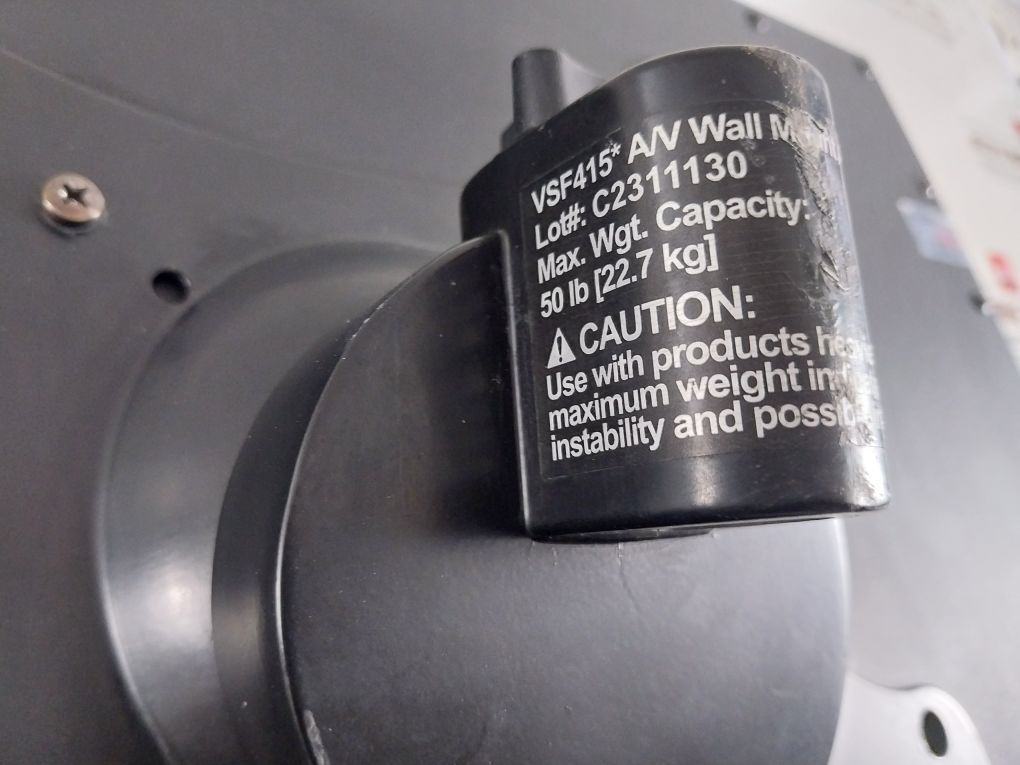 VSF415* A/V Wall
Lot#: C2311130
Max. Wgt. Capacity:
50 lb [22.7 kg]
⚠ CAUTION:
Use with products
maximum weight
instability and